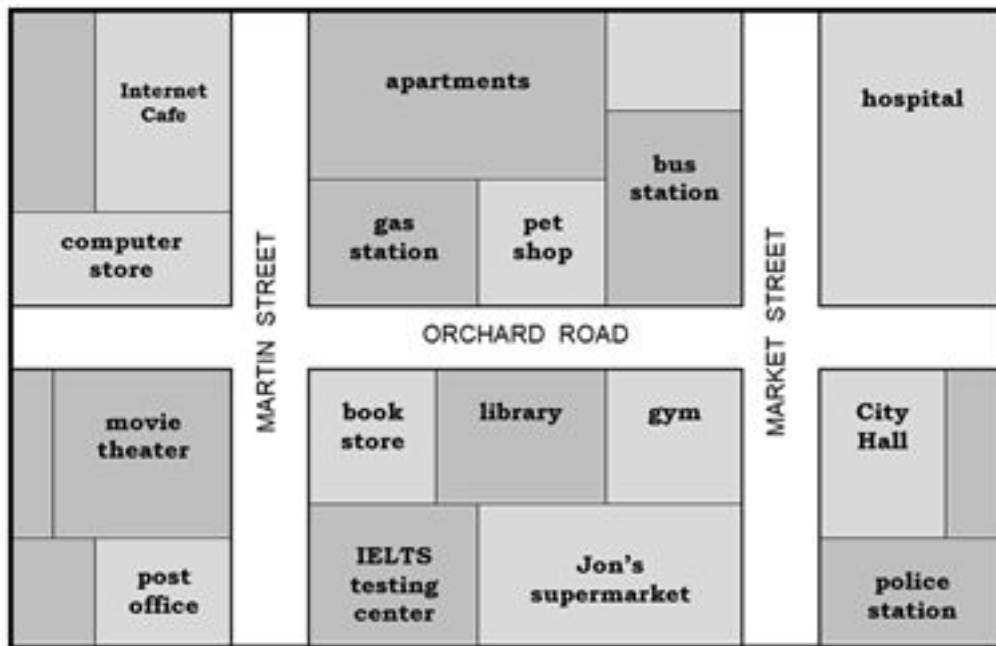 Internet
Cafe
apartments
hospital
bus
station
computer
store
gas
station
pet
shop
MARTIN STREET
ORCHARD ROAD
MARKET STREET
movie
theater
book
store
library
gym
City
Hall
post
office
IELTS
testing
center
Jon's
supermarket
police
station